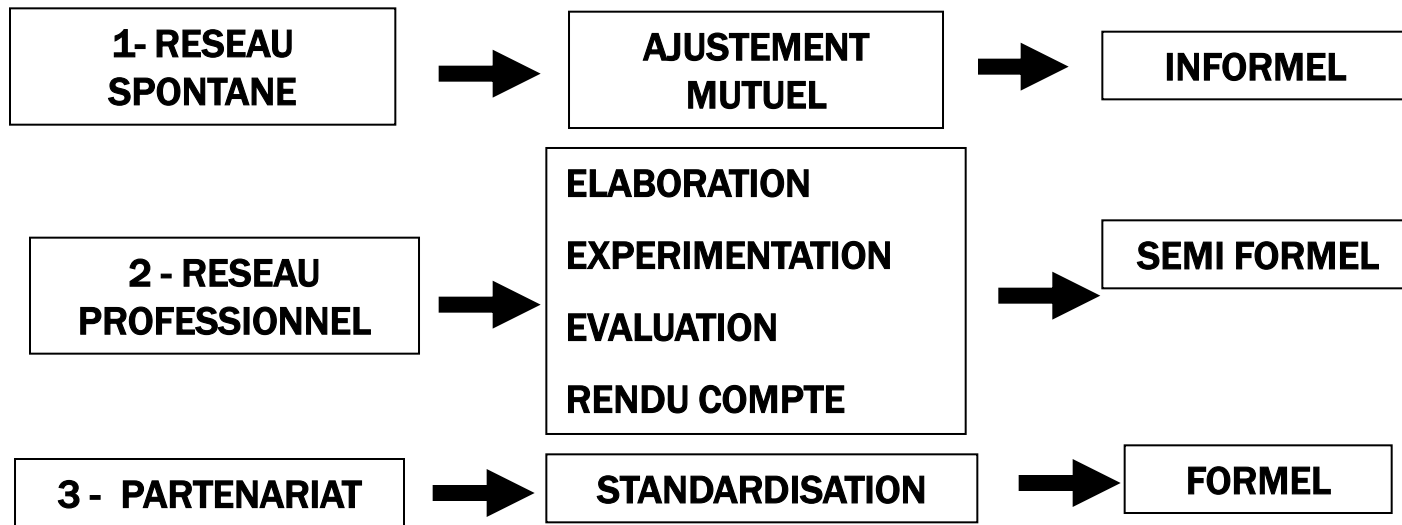 1- RESEAU
SPONTANE
AJUSTEMENT
MUTUEL
INFORMEL
2 - RESEAU
PROFESSIONNEL
ELABORATION
EXPERIMENTATION
EVALUATION
RENDU COMPTE
SEMI FORMEL
3 - PARTENARIAT
STANDARDISATION
FORMEL